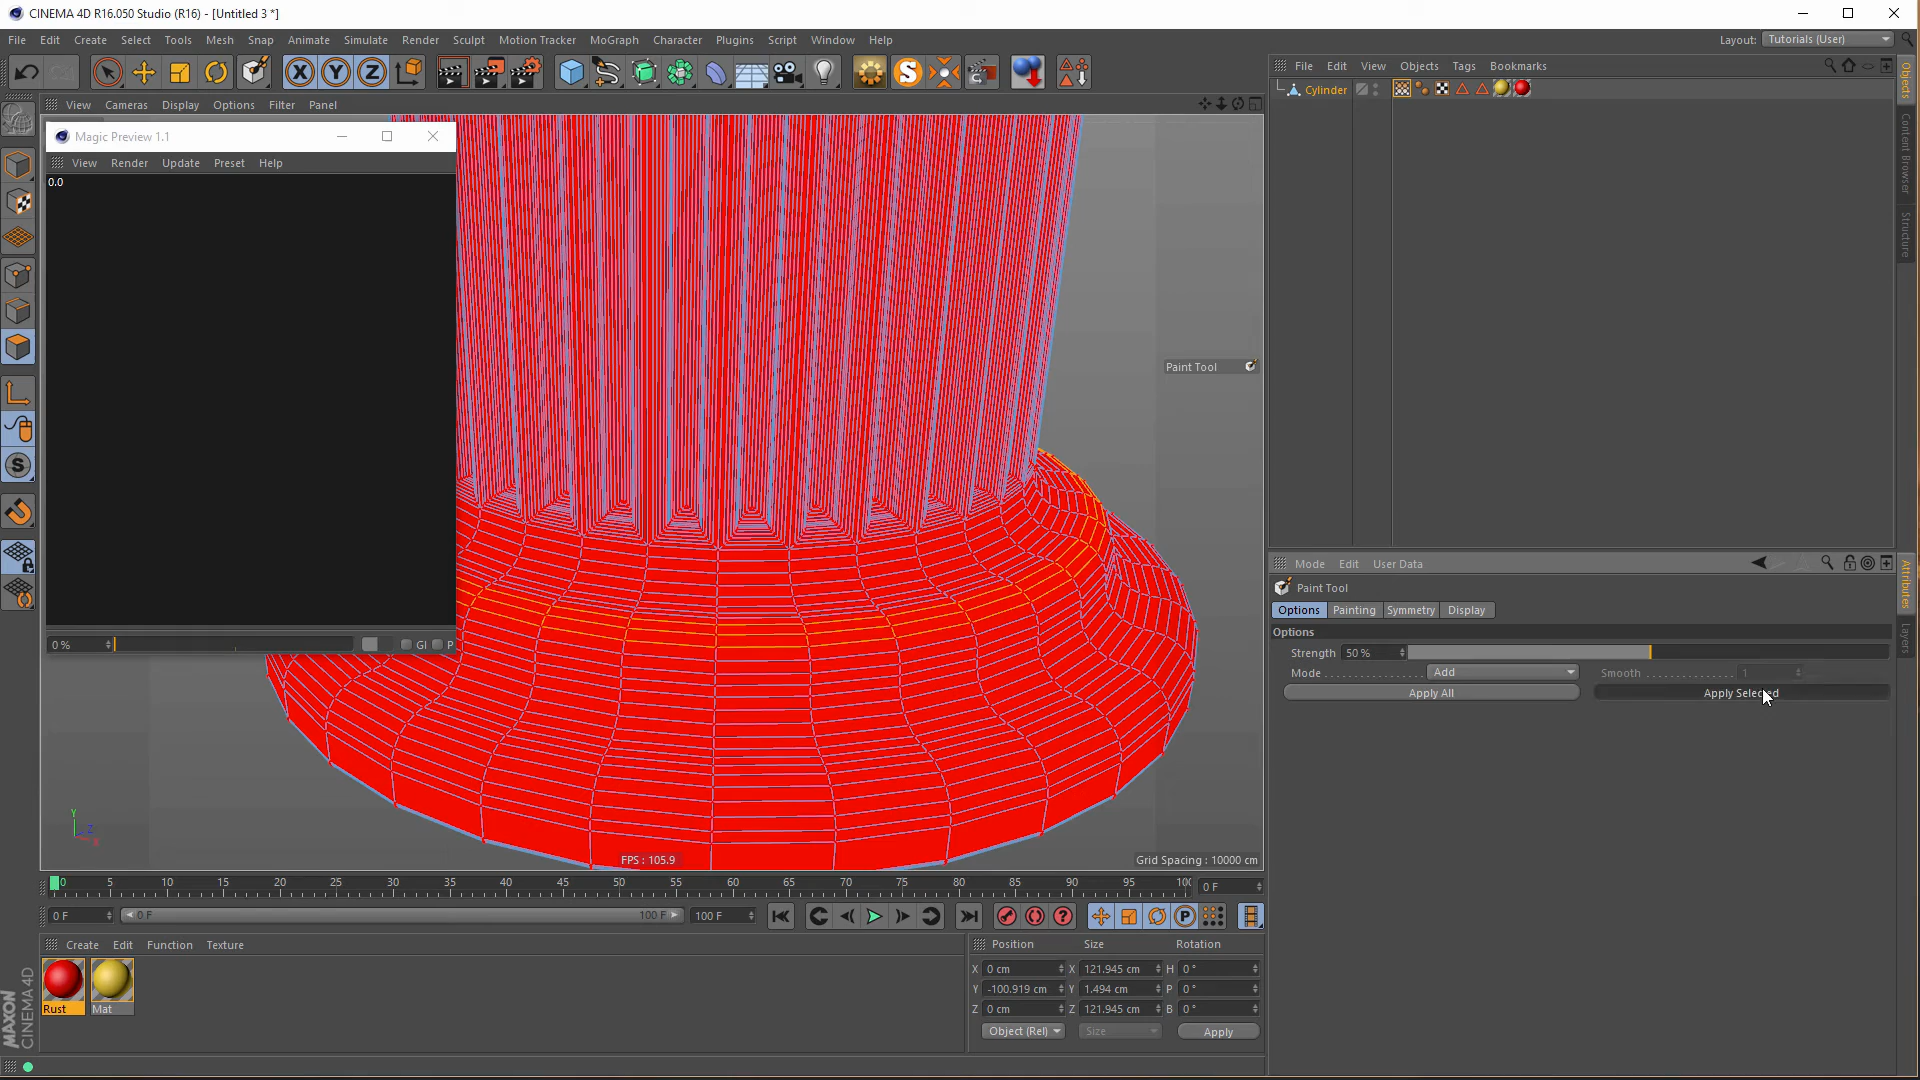 CINEMA 4D R16.050 Studio (R16) - [Untitled 3 *]
File Edit Create Select Tools Mesh Snap Animate Simulate Render Sculpt Motion Tracker MoGraph Character Plugins Script Window Help
Layout: Tutorials (User)
File Edit View Objects Tags Bookmarks
Cylinder
Objects
Content Browser
Structure
View Cameras Display Options Filter Panel
Magic Preview 1.1
View Render Update Preset Help
0.0
0 %
GI
P
Paint Tool
Y
Z
X
FPS : 105.9
Grid Spacing : 10000 cm
Mode Edit User Data
Paint Tool
Options Painting Symmetry Display
Options
Strength 50 %
Mode Add Smooth 1
Apply All Apply Selected
Attributes
Layers
0 5 10 15 20 25 30 35 40 45 50 55 60 65 70 75 80 85 90 95 100
0 F
0 F 0 F 100 F 100 F
Create Edit Function Texture
Rust Mat
Position Size Rotation
X 0 cm X 121.945 cm H 0 °
Y -100.919 cm Y 1.494 cm P 0 °
Z 0 cm Z 121.945 cm B 0 °
Object (Rel) Size Apply
MAXON
CINEMA 4D